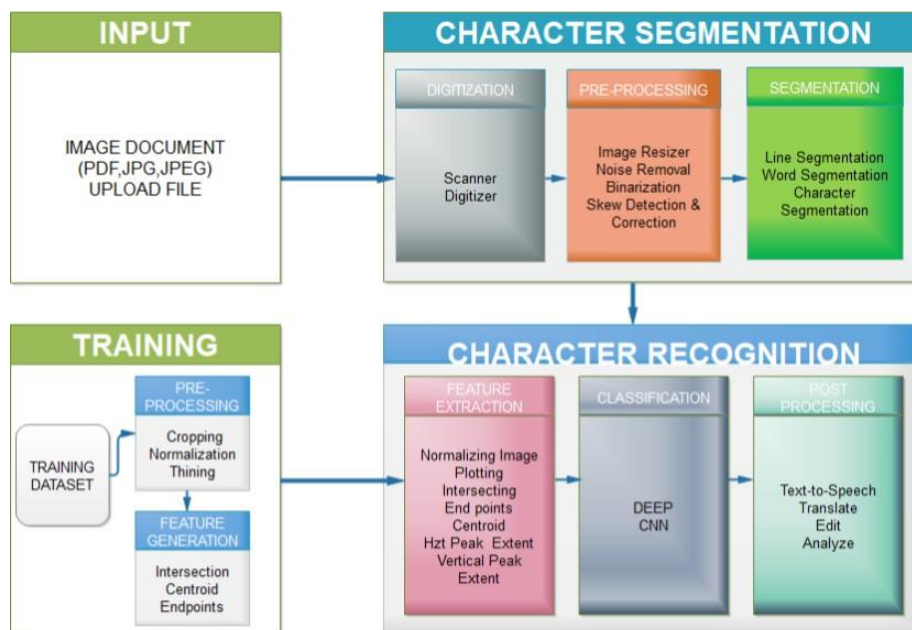 INPUT
IMAGE DOCUMENT
(PDF,JPG,JPEG)
UPLOAD FILE
CHARACTER SEGMENTATION
DIGITIZATION
Scanner
Digitizer
PRE-PROCESSING
Image Resizer
Noise Removal
Binarization
Skew Detection &
Correction
SEGMENTATION
Line Segmentation
Word Segmentation
Character
Segmentation
TRAINING
TRAINING
DATASET
PRE-
PROCESSING
Cropping
Normalization
Thining
FEATURE
GENERATION
Intersection
Centroid
Endpoints
CHARACTER RECOGNITION
FEATURE
EXTRACTION
Normalizing Image
Plotting
Intersecting
End points
Centroid
Hzt Peak Extent
Vertical Peak
Extent
CLASSIFICATION
DEEP
CNN
POST
PROCESSING
Text-to-Speech
Translate
Edit
Analyze